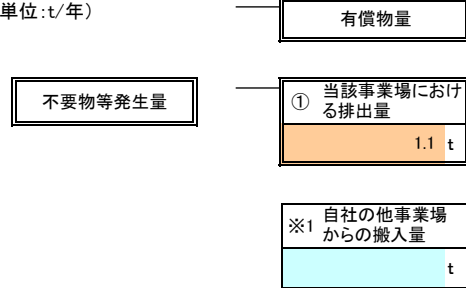 単位:t/年）
有償物量
不要物等発生量
① 当該事業場におけ
る排出量
1.1 t
※1 自社の他事業場
からの搬入量
t